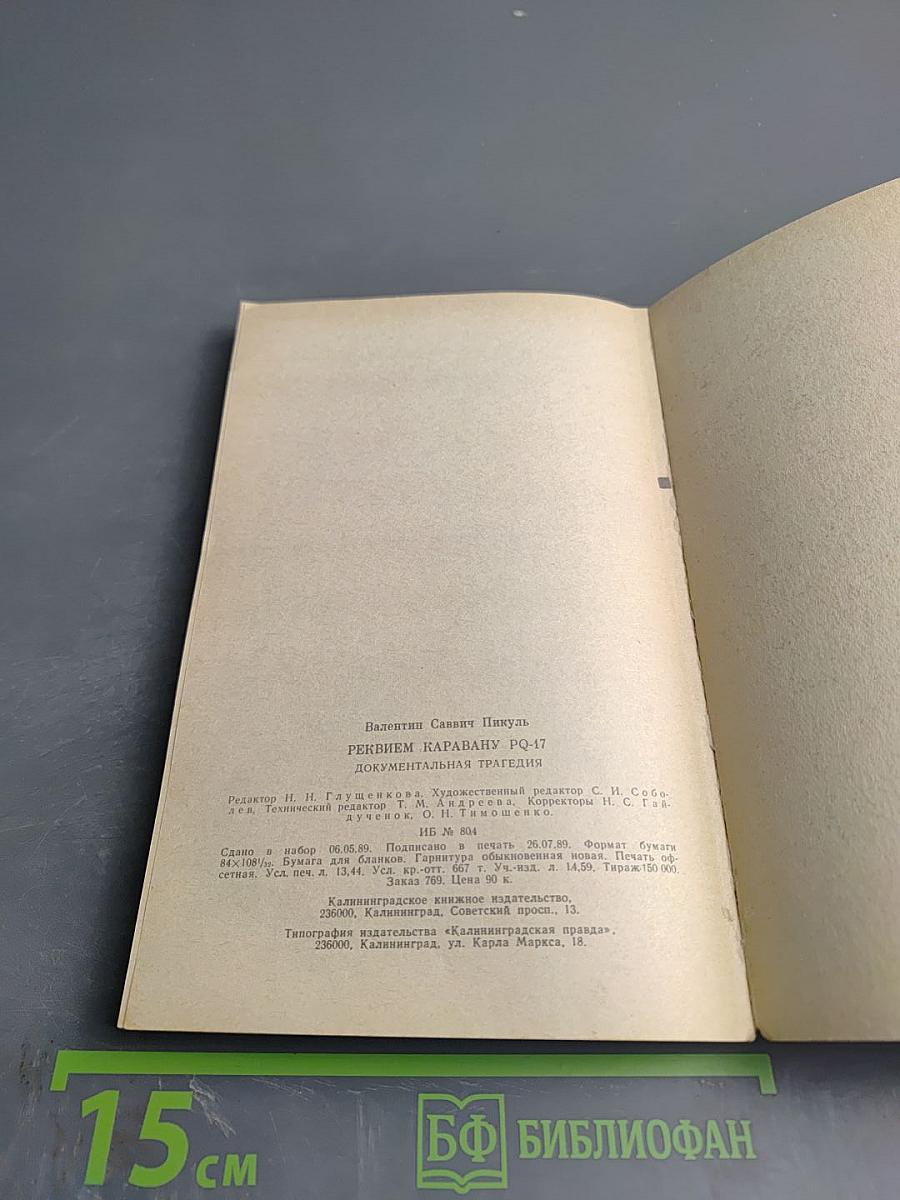 Валентин Саввич Пикуль
РЕКВИЕМ КАРАВАНУ PQ-17
ДОКУМЕНТАЛЬНАЯ ТРАГЕДИЯ
Редактор Н. Н. Глущенкова. Художественный редактор С. И. Собо-
лев, Технический редактор Т. М. Андреева, Корректоры Н. С. Гай-
дученок, О. Н. Тимошенко.
ИБ № 804
Сдано в набор 06.05.89. Подписано в печать 26.07.89. Формат бумаги
84×108¹/₃₂. Бумага для бланков. Гарнитура обыкновенная новая. Печать оф-
сетная. Усл. печ. л. 13,44. Усл. кр.-отт. 667 т. Уч.-изд. л. 14,59. Тираж 150 000.
Заказ 769. Цена 90 к.
Калининградское книжное издательство,
236000, Калининград, Советский просп., 13.
Типография издательства «Калининградская правда»,
236000, Калининград, ул. Карла Маркса, 18.
15 см
БФ БИБЛИОФАН